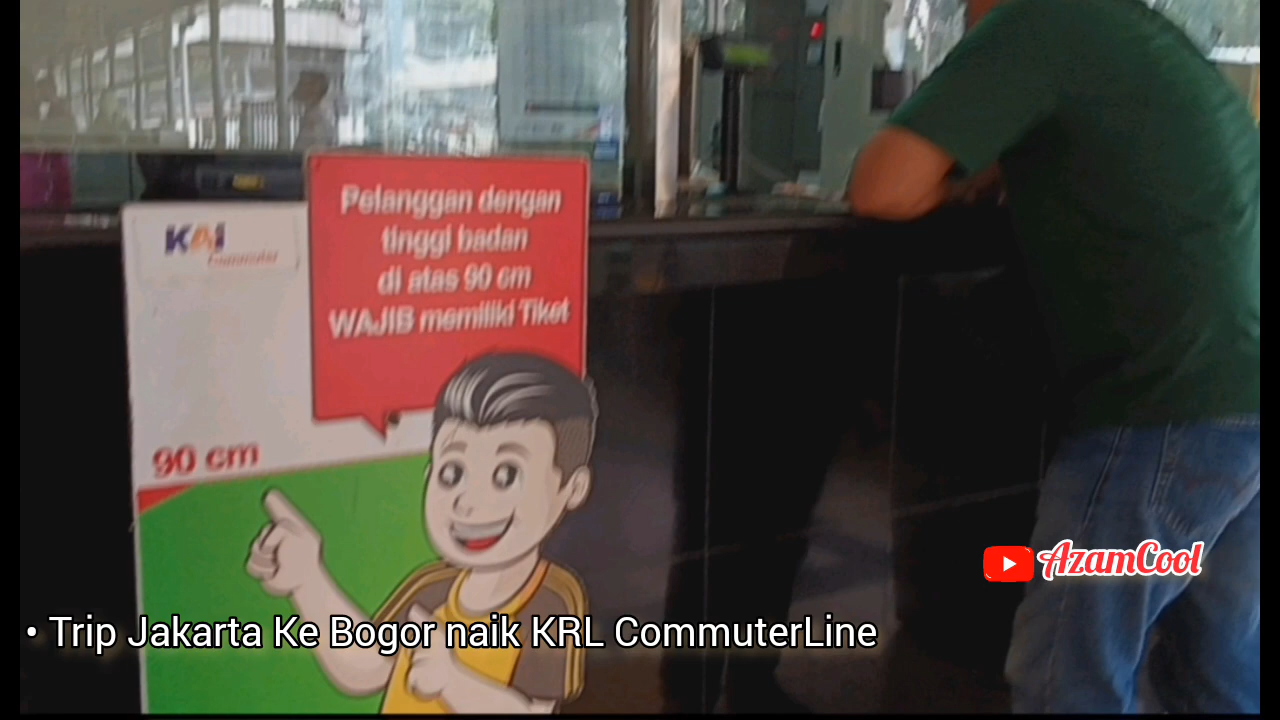 KAI
Commuter
Pelanggan dengan
tinggi badan
di atas 90 cm
WAJIB memiliki Tiket
90 cm
AzamCool
• Trip Jakarta Ke Bogor naik KRL CommuterLine